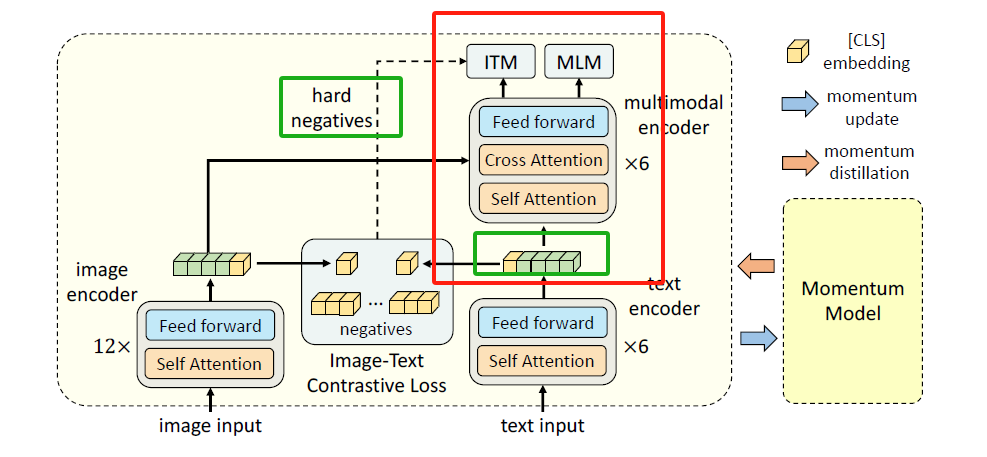 ITM
MLM
hard
negatives
multimodal
encoder
Feed forward
Cross Attention
Self Attention
×6
[CLS]
embedding
momentum
update
momentum
distillation
image
encoder
12×
Feed forward
Self Attention
...
negatives
Image-Text
Contrastive Loss
text
encoder
Feed forward
Self Attention
×6
Momentum
Model
image input
text input